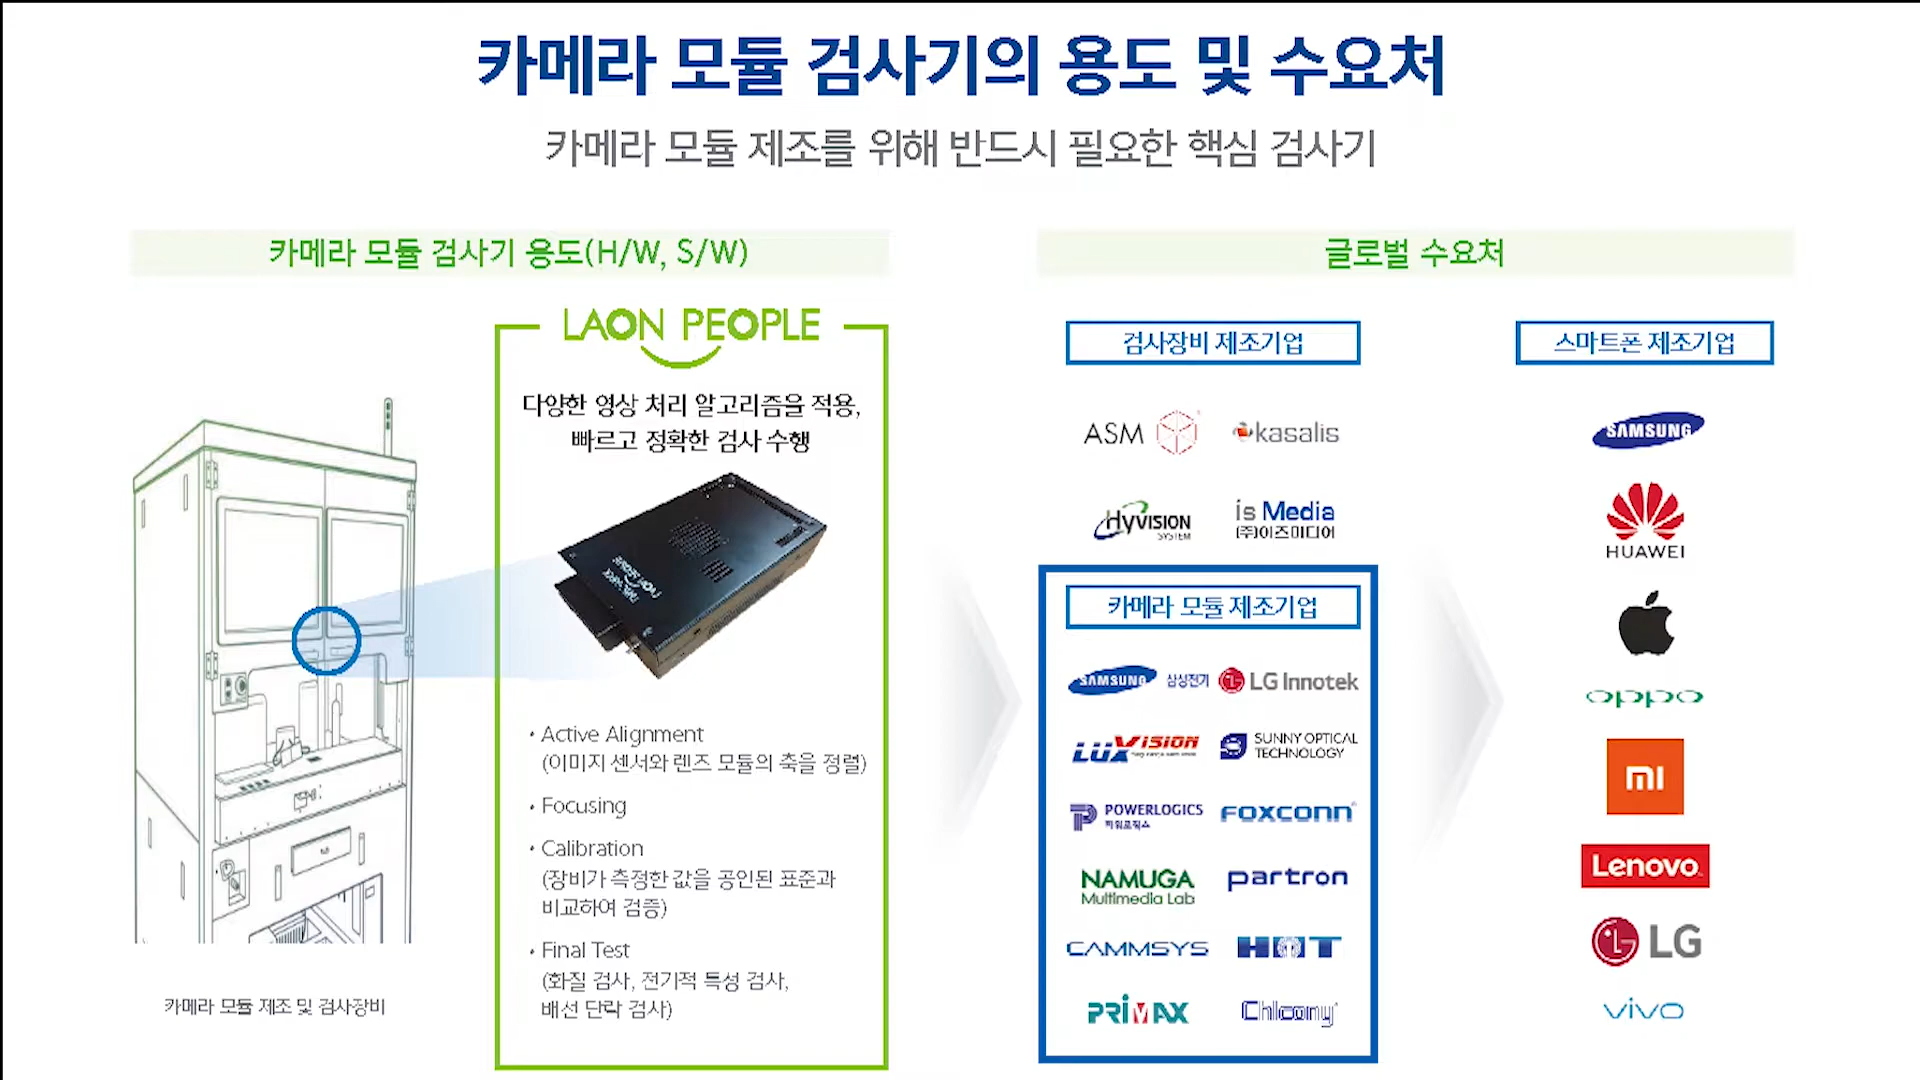 카메라 모듈 검사기의 용도 및 수요처
카메라 모듈 제조를 위해 반드시 필요한 핵심 검사기
카메라 모듈 검사기 용도(H/W, S/W)
LAON PEOPLE
다양한 영상 처리 알고리즘을 적용,
빠르고 정확한 검사 수행
• Active Alignment
(이미지 센서와 렌즈 모듈의 축을 정렬)
• Focusing
• Calibration
(장비가 측정한 값을 공인된 표준과
비교하여 검증)
• Final Test
(화질 검사, 전기적 특성 검사,
배선 단락 검사)
카메라 모듈 제조 및 검사장비
글로벌 수요처
검사장비 제조기업
ASM kasalis
HyVISION SYSTEM
is Media
(주)이즈미디어
카메라 모듈 제조기업
SAMSUNG 삼성전기 LG Innotek
LUXVISION
SUNNY OPTICAL
TECHNOLOGY
POWERLOGICS
파워로직스
FOXCONN
NAMUGA
Multimedia Lab
partron
CAMMSYS
PRIMAX
스마트폰 제조기업
SAMSUNG
HUAWEI
oppo
mi
Lenovo
LG
vivo